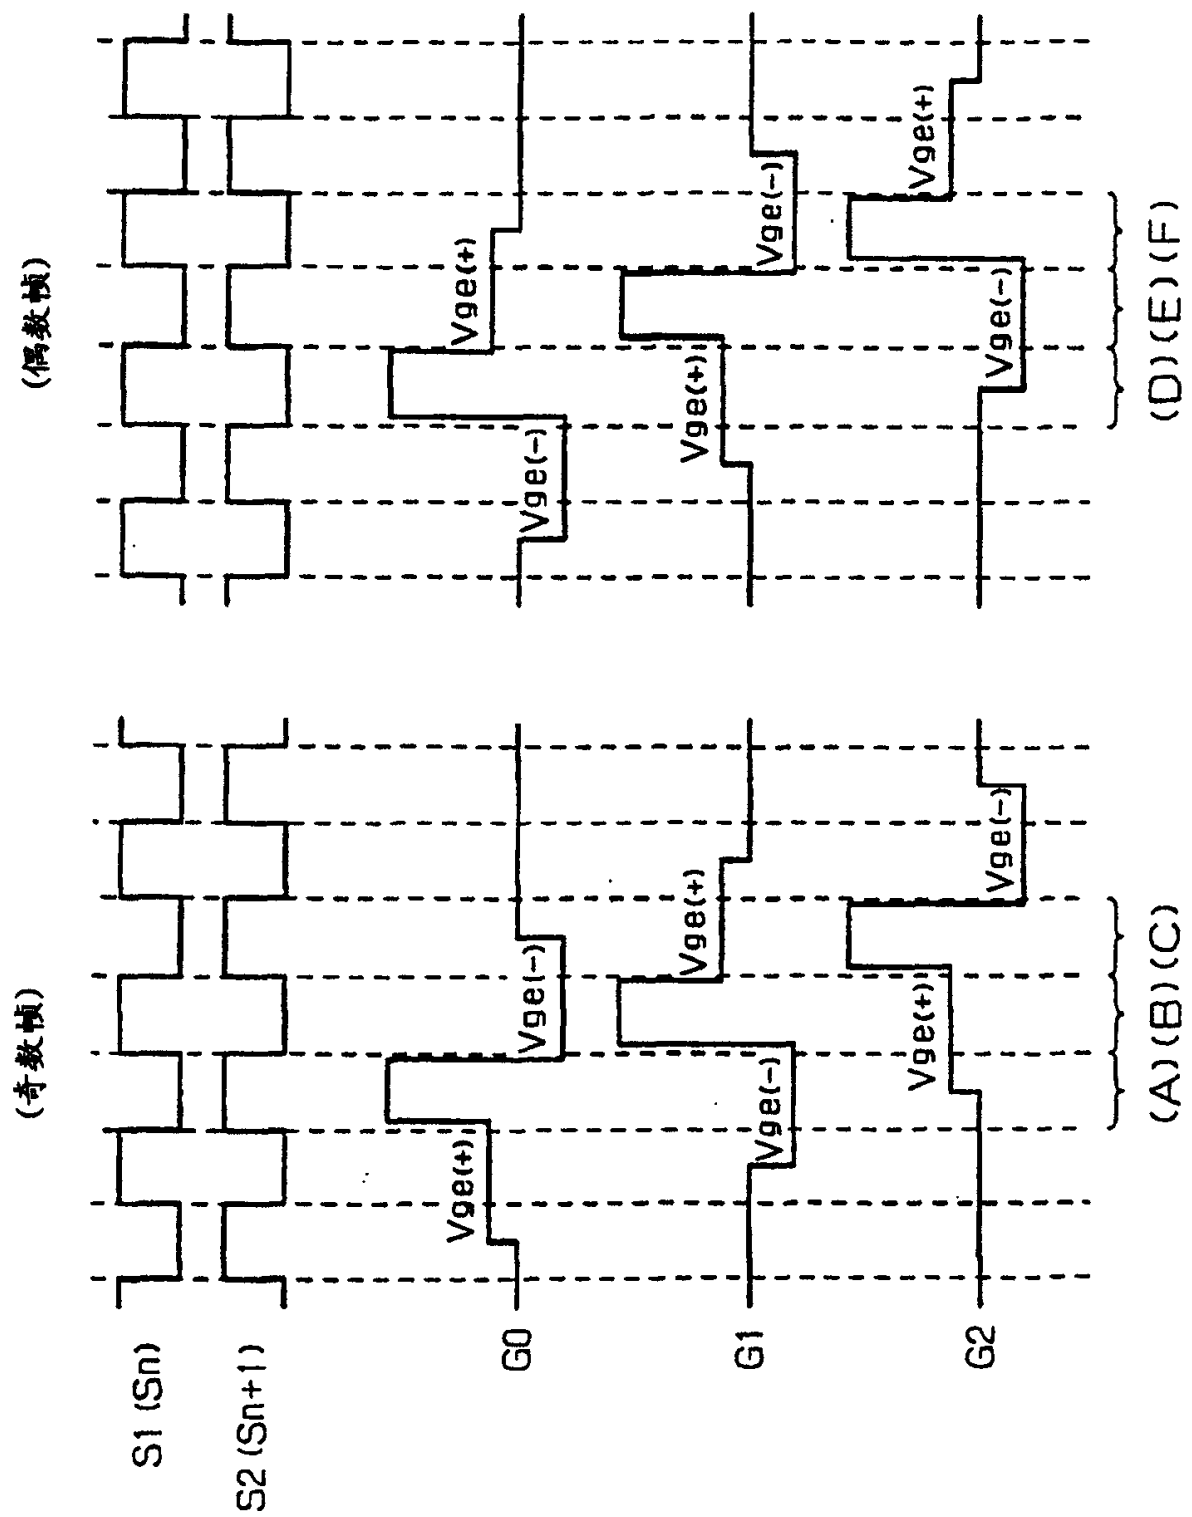 (奇数帧)
(偶数帧)
S1 (Sn)
S2 (Sn+1)
G0
Vge(+)
Vge(-)
Vge(-)
Vge(+)
G1
Vge(-)
Vge(+)
Vge(+)
Vge(-)
G2
Vge(+)
Vge(-)
Vge(-)
Vge(+)
(A) (B) (C)
(D) (E) (F)